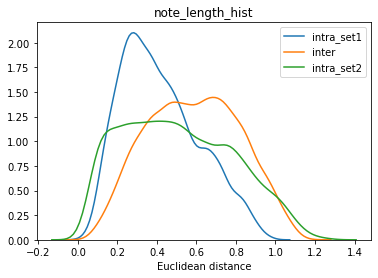 note_length_hist
intra_set1
inter
intra_set2
2.00
1.75
1.50
1.25
1.00
0.75
0.50
0.25
0.00
−0.2 0.0 0.2 0.4 0.6 0.8 1.0 1.2 1.4
Euclidean distance